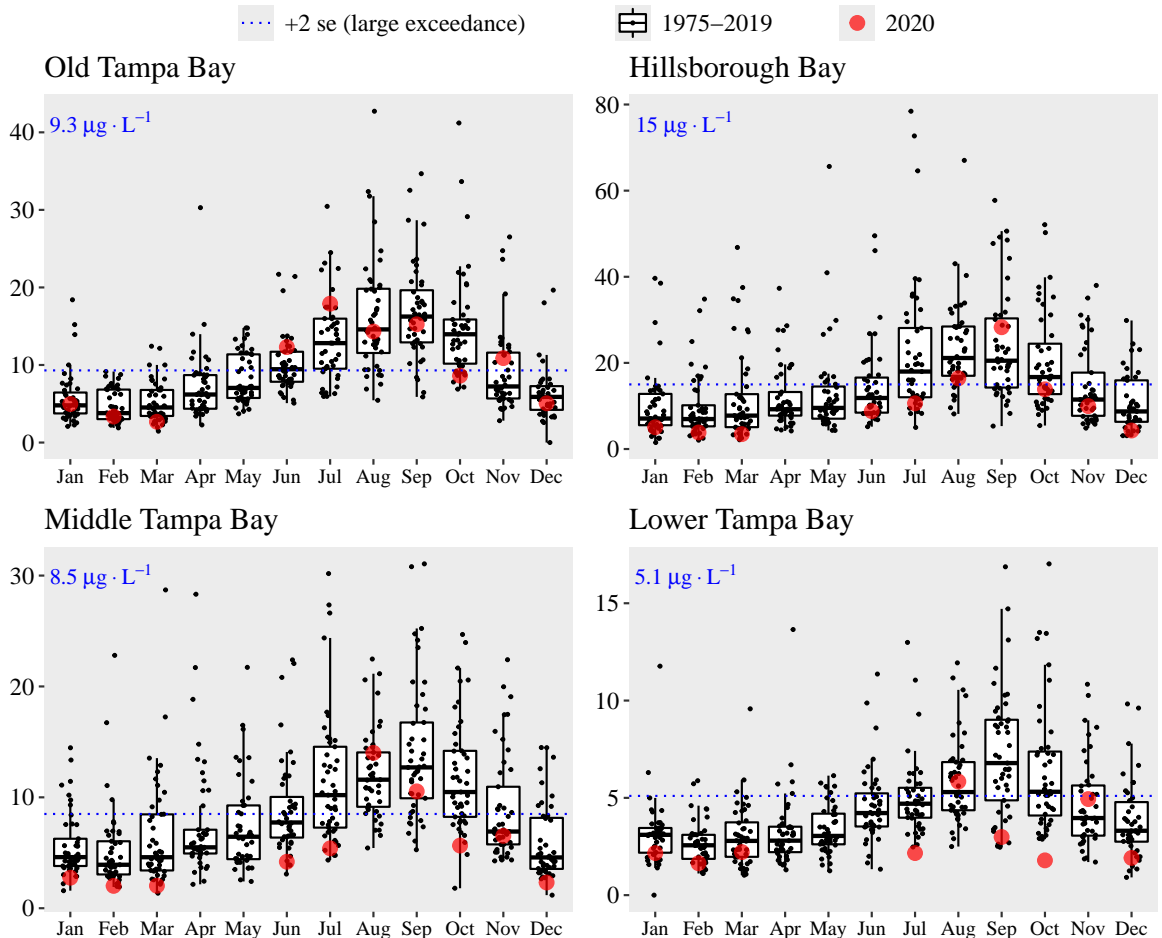 +2 se (large exceedance) 1975–2019 2020
Old Tampa Bay
9.3 μg · L⁻¹
40
30
20
10
0
Jan Feb Mar Apr May Jun Jul Aug Sep Oct Nov Dec
Hillsborough Bay
15 μg · L⁻¹
80
60
40
20
0
Jan Feb Mar Apr May Jun Jul Aug Sep Oct Nov Dec
Middle Tampa Bay
8.5 μg · L⁻¹
30
20
10
0
Jan Feb Mar Apr May Jun Jul Aug Sep Oct Nov Dec
Lower Tampa Bay
5.1 μg · L⁻¹
15
10
5
0
Jan Feb Mar Apr May Jun Jul Aug Sep Oct Nov Dec